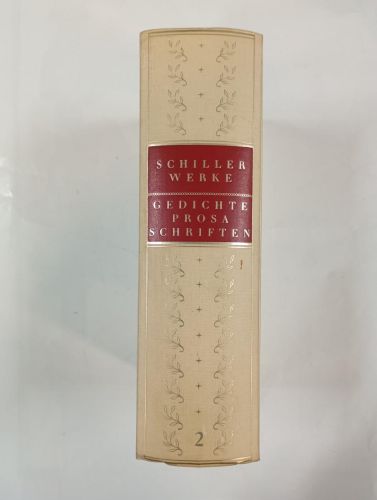 SCHILLER
WERKE
GEDICHTE
PROSA
SCHRIFTEN
2